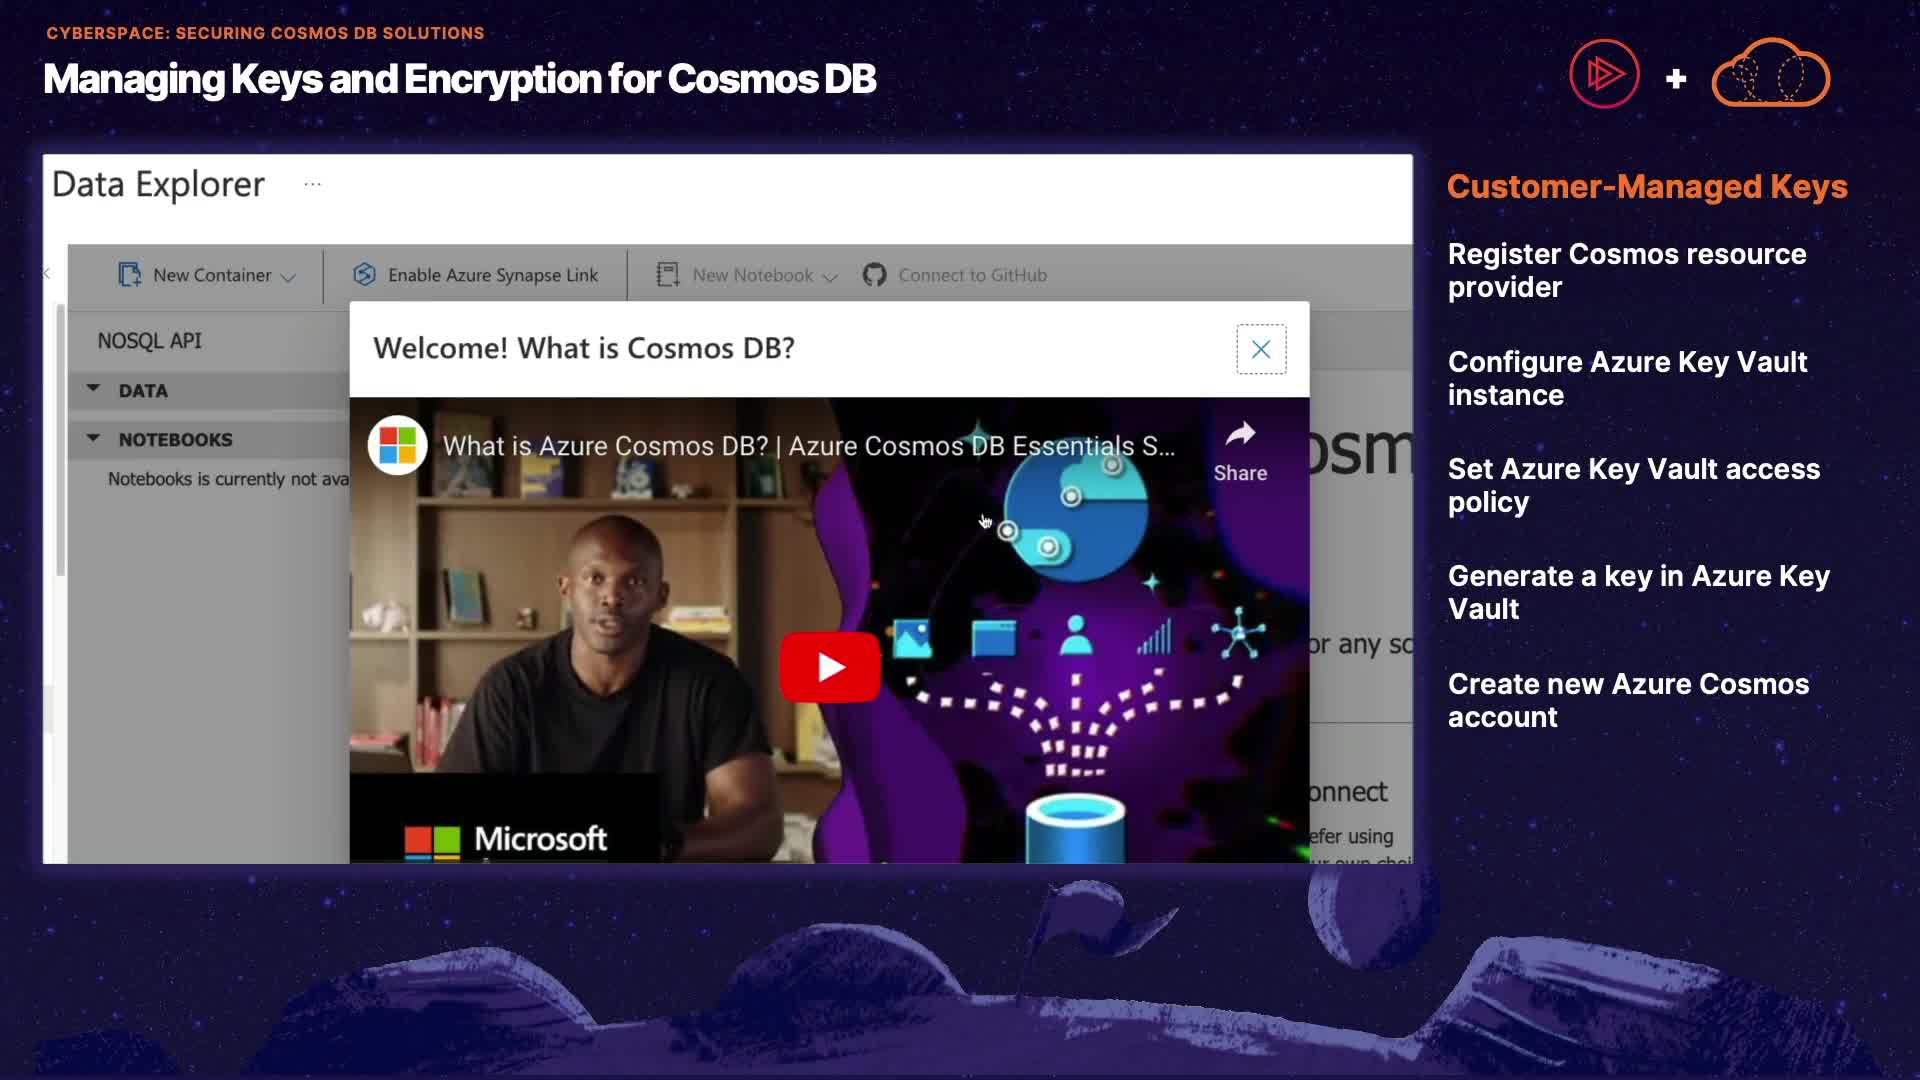 CYBERSPACE: SECURING COSMOS DB SOLUTIONS
Managing Keys and Encryption for Cosmos DB
+
Data Explorer ...
New Container
Enable Azure Synapse Link
New Notebook
Connect to GitHub
NOSQL API
DATA
NOTEBOOKS
Notebooks is currently not ava
Welcome! What is Cosmos DB?
What is Azure Cosmos DB? | Azure Cosmos DB Essentials S...
Share
Microsoft
osm
or any sc
onnect
efer using
ur own choi
Customer-Managed Keys
Register Cosmos resource
provider
Configure Azure Key Vault
instance
Set Azure Key Vault access
policy
Generate a key in Azure Key
Vault
Create new Azure Cosmos
account